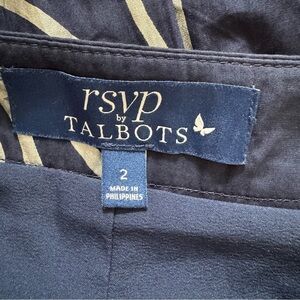 rsvp
by
TALBOTS
2
MADE IN
PHILIPPINES